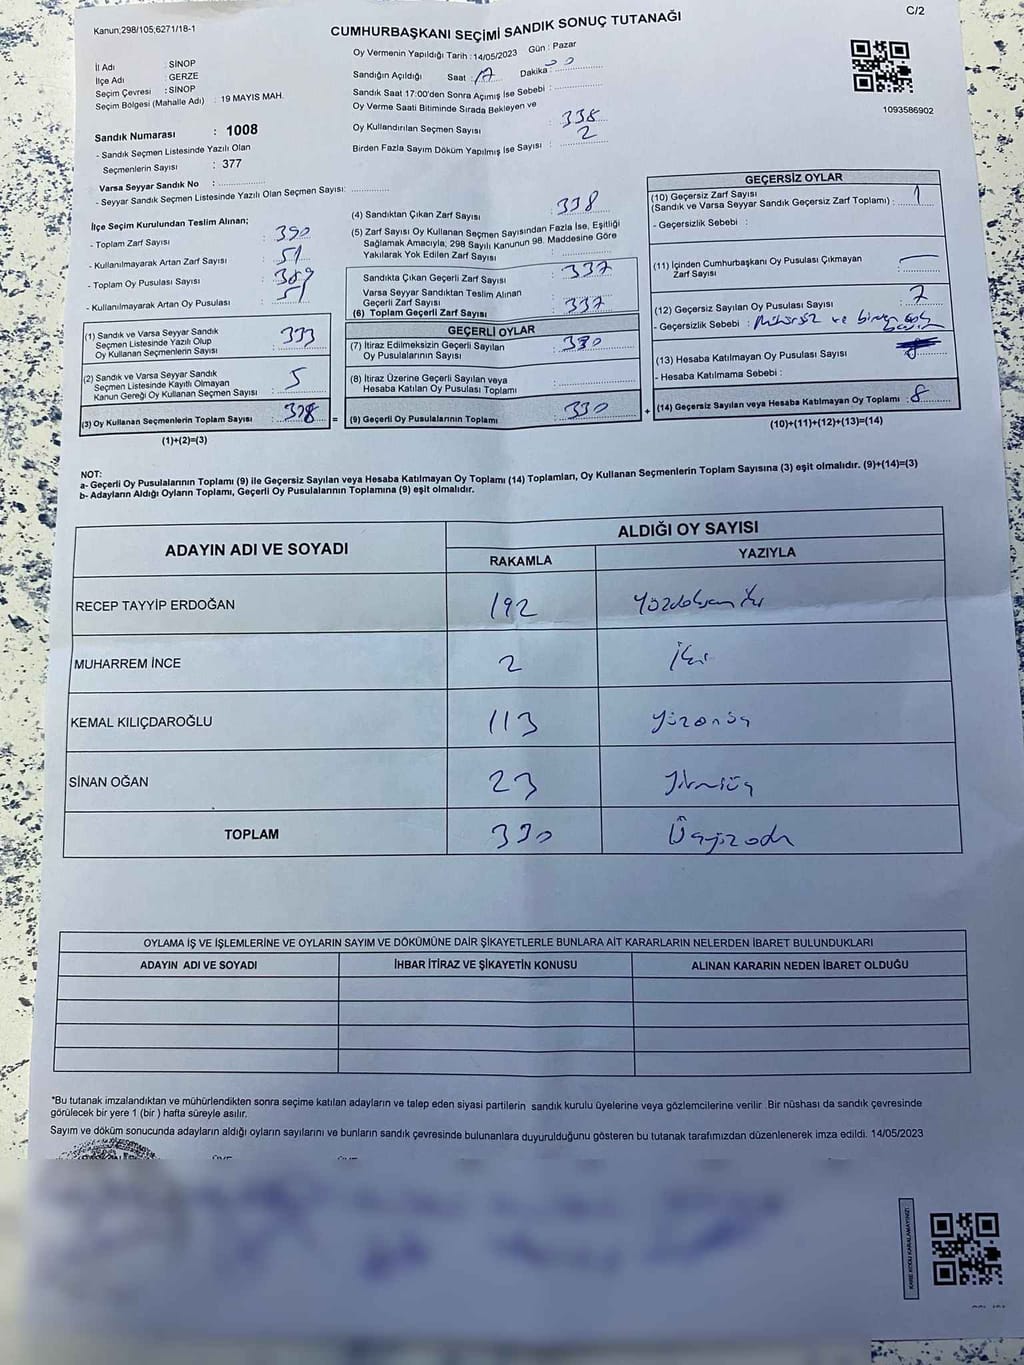 Kanun;298/105;6271/18-1
CUMHURBAŞKANI SEÇİMİ SANDIK SONUÇ TUTANAĞI
C/2
İl Adı : SİNOP
İlçe Adı : GERZE
Seçim Çevresi : SİNOP
Seçim Bölgesi (Mahalle Adı) : 19 MAYIS MAH.
Sandık Numarası : 1008
- Sandık Seçmen Listesinde Yazılı Olan
Seçmenlerin Sayısı : 377
Varsa Seyyar Sandık No :
- Seyyar Sandık Seçmen Listesinde Yazılı Olan Seçmen Sayısı:
Oy Vermenin Yapıldığı Tarih : 14/05/2023 Gün : Pazar
Sandığın Açıldığı Saat : 17 Dakika
Sandık Saat 17:00'den Sonra Açımış İse Sebebi :
Oy Verme Saati Bitiminde Sırada Bekleyen ve
Oy Kullandırılan Seçmen Sayısı : 338
Birden Fazla Sayım Döküm Yapılmış İse Sayısı : 2
1093586902
İlçe Seçim Kurulundan Teslim Alınan;
- Toplam Zarf Sayısı : 390
- Kullanılmayarak Artan Zarf Sayısı : 51
- Toplam Oy Pusulası Sayısı : 389
- Kullanılmayarak Artan Oy Pusulası : 51
(1) Sandık ve Varsa Seyyar Sandık
Seçmen Listesinde Yazılı Olup
Oy Kullanan Seçmenlerin Sayısı : 333
(2) Sandık ve Varsa Seyyar Sandık
Seçmen Listesinde Kayıtlı Olmayan
Kanun Gereği Oy Kullanan Seçmen Sayısı : 5
(3) Oy Kullanan Seçmenlerin Toplam Sayısı : 338 =
(1)+(2)=(3)
(4) Sandıktan Çıkan Zarf Sayısı : 338
(5) Zarf Sayısı Oy Kullanan Seçmen Sayısından Fazla İse, Eşitliği
Sağlamak Amacıyla, 298 Sayılı Kanunun 98. Maddesine Göre
Yakılarak Yok Edilen Zarf Sayısı :
Sandıkta Çıkan Geçerli Zarf Sayısı : 337
Varsa Seyyar Sandıktan Teslim Alınan
Geçerli Zarf Sayısı
(6) Toplam Geçerli Zarf Sayısı : 337
GEÇERLİ OYLAR
(7) İtiraz Edilmeksizin Geçerli Sayılan
Oy Pusulalarının Sayısı : 330
(8) İtiraz Üzerine Geçerli Sayılan veya
Hesaba Katılan Oy Pusulası Toplamı :
(9) Geçerli Oy Pusulalarının Toplamı : 330 +
GEÇERSİZ OYLAR
(10) Geçersiz Zarf Sayısı
(Sandık ve Varsa Seyyar Sandık Geçersiz Zarf Toplamı) : 1
- Geçersizlik Sebebi :
(11) İçinden Cumhurbaşkanı Oy Pusulası Çıkmayan
Zarf Sayısı : —
(12) Geçersiz Sayılan Oy Pusulası Sayısı : 7
- Geçersizlik Sebebi : Mühürsüz ve birden çok
(13) Hesaba Katılmayan Oy Pusulası Sayısı :
- Hesaba Katılmama Sebebi :
(14) Geçersiz Sayılan veya Hesaba Katılmayan Oy Toplamı : 8
(10)+(11)+(12)+(13)=(14)
NOT:
a- Geçerli Oy Pusulalarının Toplamı (9) ile Geçersiz Sayılan veya Hesaba Katılmayan Oy Toplamı (14) Toplamları, Oy Kullanan Seçmenlerin Toplam Sayısına (3) eşit olmalıdır. (9)+(14)=(3)
b- Adayların Aldığı Oyların Toplamı, Geçerli Oy Pusulalarının Toplamına (9) eşit olmalıdır.
ADAYIN ADI VE SOYADI ALDIĞI OY SAYISI
RAKAMLA YAZIYLA
RECEP TAYYİP ERDOĞAN 192 Yüzdoksan iki
MUHARREM İNCE 2 İki
KEMAL KILIÇDAROĞLU 113 Yüzonüç
SİNAN OĞAN 23 Yirmiüç
TOPLAM 330 Üçyüzotuz
OYLAMA İŞ VE İŞLEMLERİNE VE OYLARIN SAYIM VE DÖKÜMÜNE DAİR ŞİKAYETLERLE BUNLARA AİT KARARLARIN NELERDEN İBARET BULUNDUKLARI
ADAYIN ADI VE SOYADI İHBAR İTİRAZ VE ŞİKAYETİN KONUSU ALINAN KARARIN NEDEN İBARET OLDUĞU
*Bu tutanak imzalandıktan ve mühürlendikten sonra seçime katılan adayların ve talep eden siyasi partilerin sandık kurulu üyelerine veya gözlemcilerine verilir .Bir nüshası da sandık çevresinde
görülecek bir yere 1 (bir ) hafta süreyle asılır.
Sayım ve döküm sonucunda adayların aldığı oyların sayılarını ve bunların sandık çevresinde bulunanlara duyurulduğunu gösteren bu tutanak tarafımızdan düzenlenerek imza edildi. 14/05/2023
KARE KODU KARALAMAYINIZ!